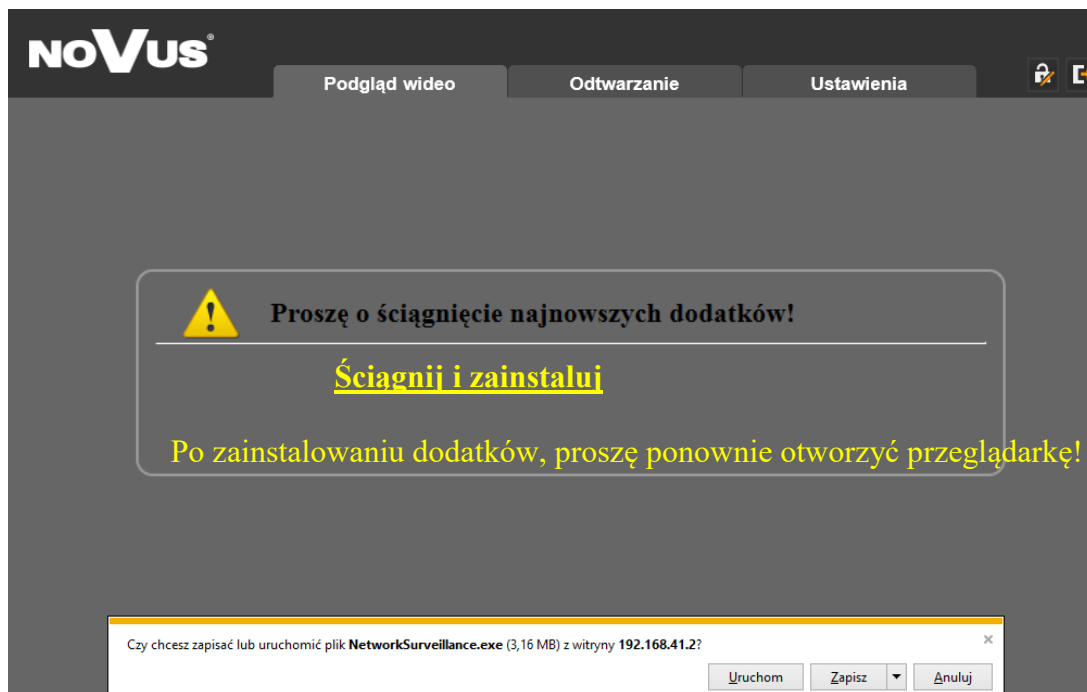 NOVUS®
Podgląd wideo Odtwarzanie Ustawienia
Proszę o ściągnięcie najnowszych dodatków!
Ściągnij i zainstaluj
Po zainstalowaniu dodatków, proszę ponownie otworzyć przeglądarkę!
Czy chcesz zapisać lub uruchomić plik NetworkSurveillance.exe (3,16 MB) z witryny 192.168.41.2?
Uruchom Zapisz Anuluj